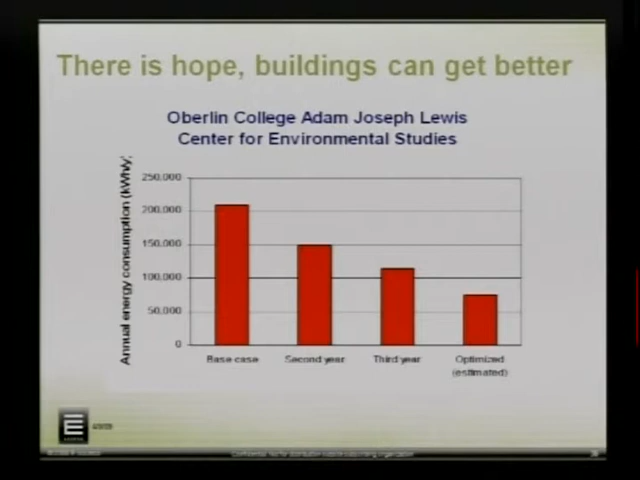 There is hope, buildings can get better
Oberlin College Adam Joseph Lewis
Center for Environmental Studies
Annual energy consumption (kWh/y)
250,000
200,000
150,000
100,000
50,000
0
Base case
Second year
Third year
Optimized
(estimated)
E